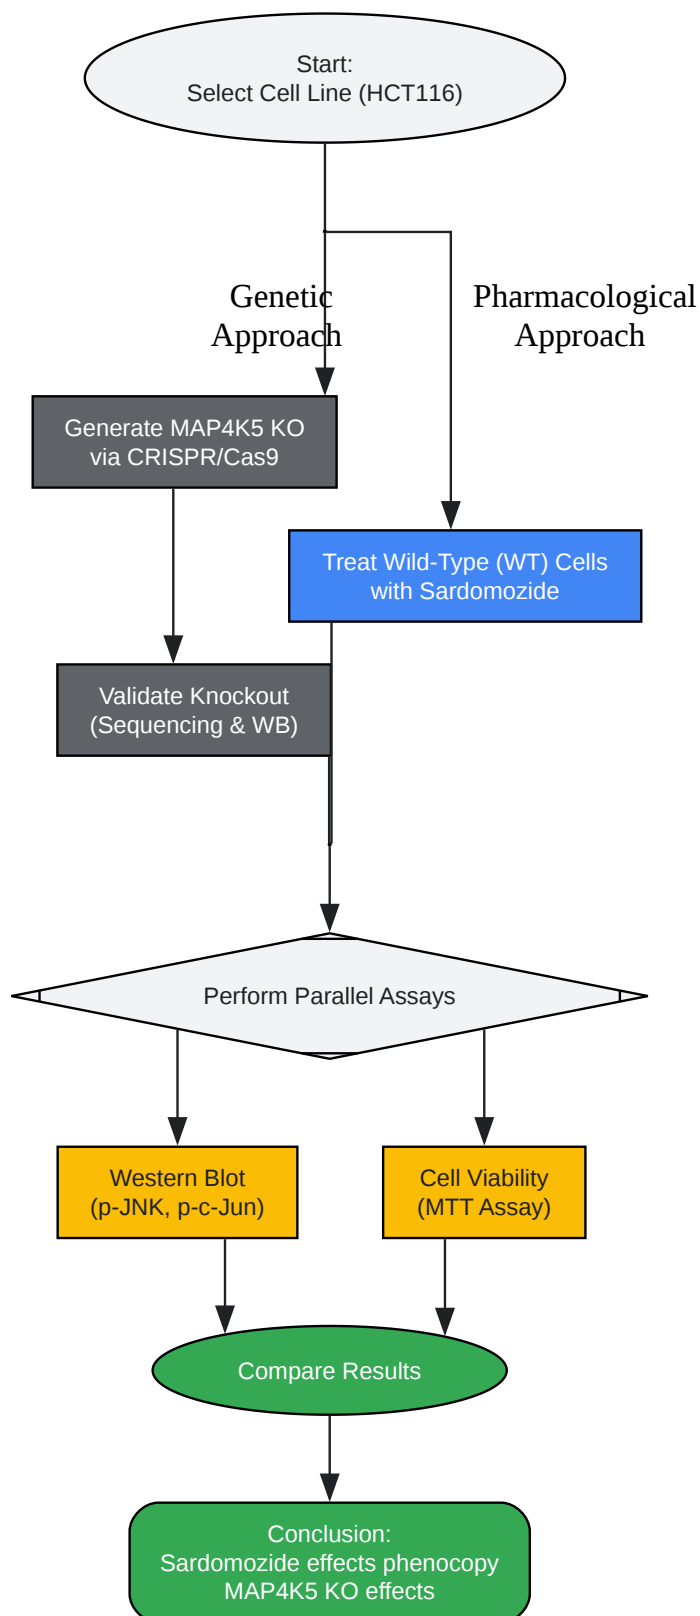 Start:
Select Cell Line (HCT116)
Genetic
Approach
Pharmacological
Approach
Generate MAP4K5 KO
via CRISPR/Cas9
Treat Wild-Type (WT) Cells
with Sardomozide
Validate Knockout
(Sequencing & WB)
Perform Parallel Assays
Western Blot
(p-JNK, p-c-Jun)
Cell Viability
(MTT Assay)
Compare Results
Conclusion:
Sardomozide effects phenocopy
MAP4K5 KO effects